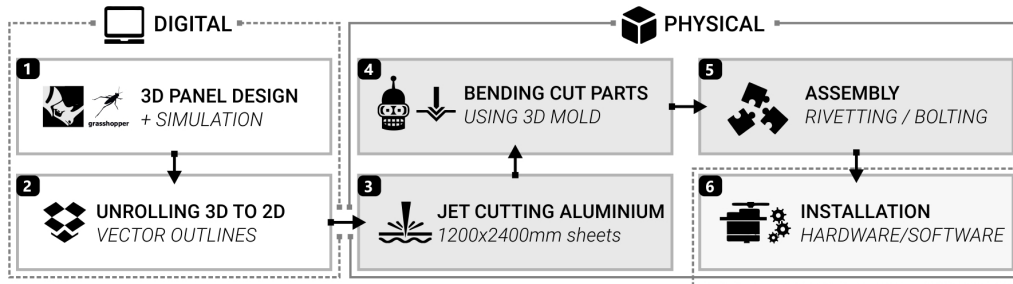 DIGITAL
PHYSICAL
1
3D PANEL DESIGN
+ SIMULATION
grasshopper
2
UNROLLING 3D TO 2D
VECTOR OUTLINES
3
JET CUTTING ALUMINIUM
1200x2400mm sheets
4
BENDING CUT PARTS
USING 3D MOLD
5
ASSEMBLY
RIVETTING / BOLTING
6
INSTALLATION
HARDWARE/SOFTWARE